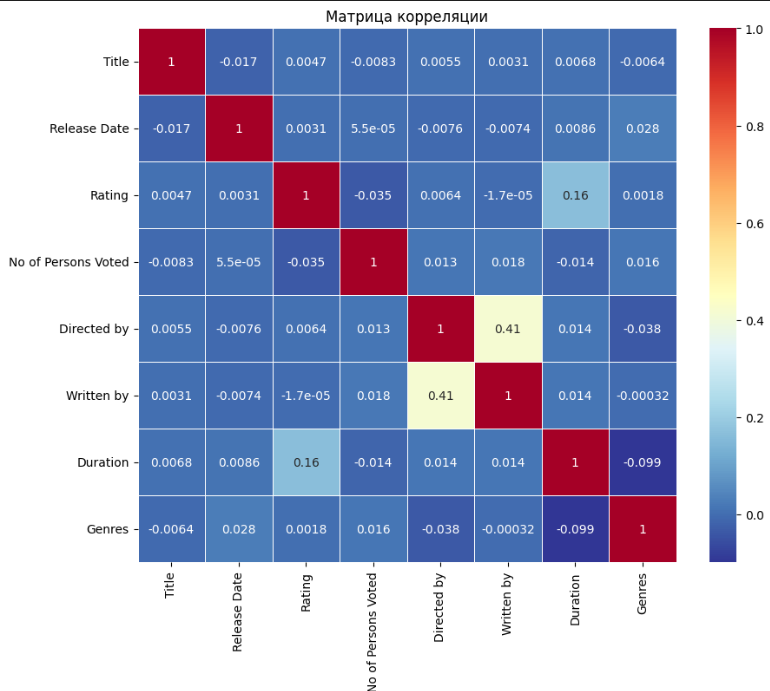 Матрица корреляции
Title 1 -0.017 0.0047 -0.0083 0.0055 0.0031 0.0068 -0.0064
Release Date -0.017 1 0.0031 5.5e-05 -0.0076 -0.0074 0.0086 0.028
Rating 0.0047 0.0031 1 -0.035 0.0064 -1.7e-05 0.16 0.0018
No of Persons Voted -0.0083 5.5e-05 -0.035 1 0.013 0.018 -0.014 0.016
Directed by 0.0055 -0.0076 0.0064 0.013 1 0.41 0.014 -0.038
Written by 0.0031 -0.0074 -1.7e-05 0.018 0.41 1 0.014 -0.00032
Duration 0.0068 0.0086 0.16 -0.014 0.014 0.014 1 -0.099
Genres -0.0064 0.028 0.0018 0.016 -0.038 -0.00032 -0.099 1
Title
Release Date
Rating
No of Persons Voted
Directed by
Written by
Duration
Genres
1.0
0.8
0.6
0.4
0.2
0.0